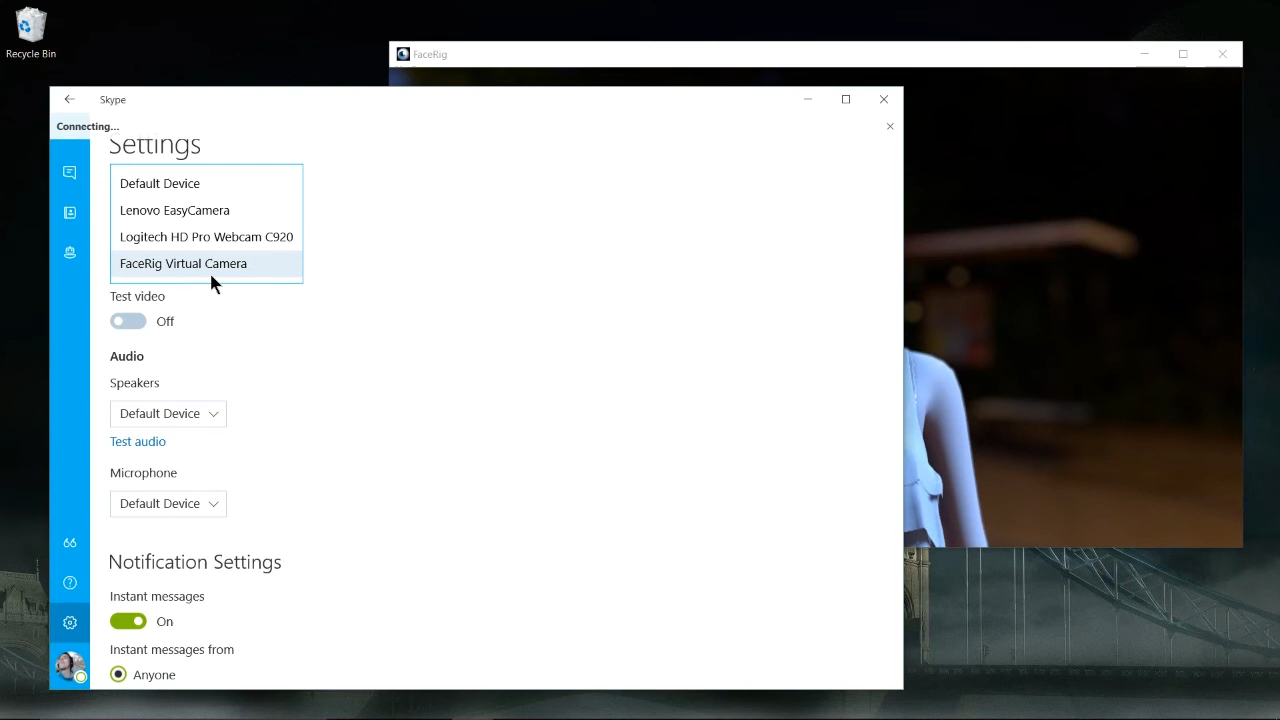 Recycle Bin
FaceRig
Skype
Connecting...
Settings
Default Device
Lenovo EasyCamera
Logitech HD Pro Webcam C920
FaceRig Virtual Camera
Test video
Off
Audio
Speakers
Default Device
Test audio
Microphone
Default Device
Notification Settings
Instant messages
On
Instant messages from
Anyone